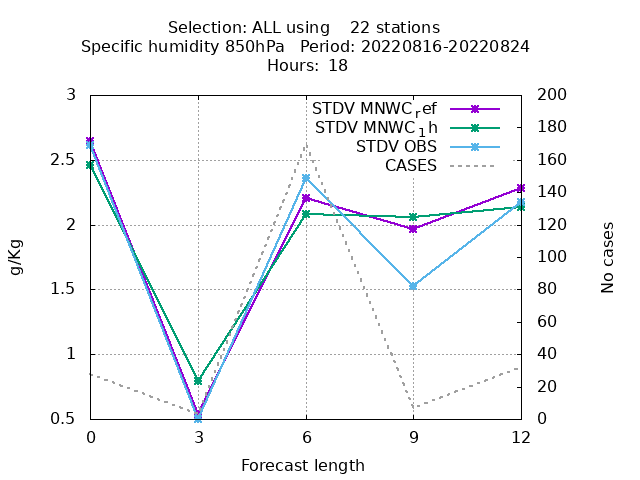 Selection: ALL using    22 stations
Specific humidity 850hPa   Period: 20220816-20220824
Hours: 18
STDV MNWC_ref
STDV MNWC_1h
STDV OBS
CASES
3
2.5
2
1.5
1
0.5
200
180
160
140
120
100
80
60
40
20
0
g/Kg
No cases
0 3 6 9 12
Forecast length